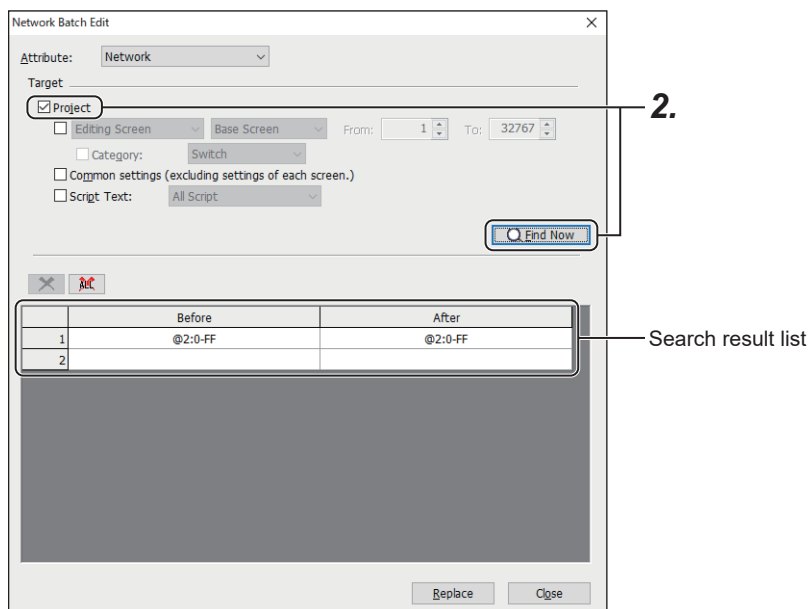 Network Batch Edit
Attribute: Network
Target
Project
2.
Editing Screen Base Screen From: 1 To: 32767
Category: Switch
Common settings (excluding settings of each screen.)
Script Text: All Script
Find Now
ALL
Before After
1 @2:0-FF @2:0-FF
Search result list
2
Replace Close